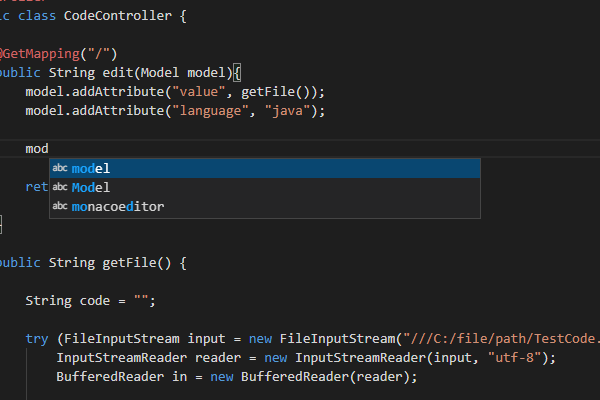 ic class CodeController {
@GetMapping("/")
public String edit(Model model){
model.addAttribute("value", getFile());
model.addAttribute("language", "java");
mod
abc model
ret
abc Model
abc monacoeditor
}
public String getFile() {
String code = "";
try (FileInputStream input = new FileInputStream("///C:/file/path/TestCode.
InputStreamReader reader = new InputStreamReader(input, "utf-8");
BufferedReader in = new BufferedReader(reader);